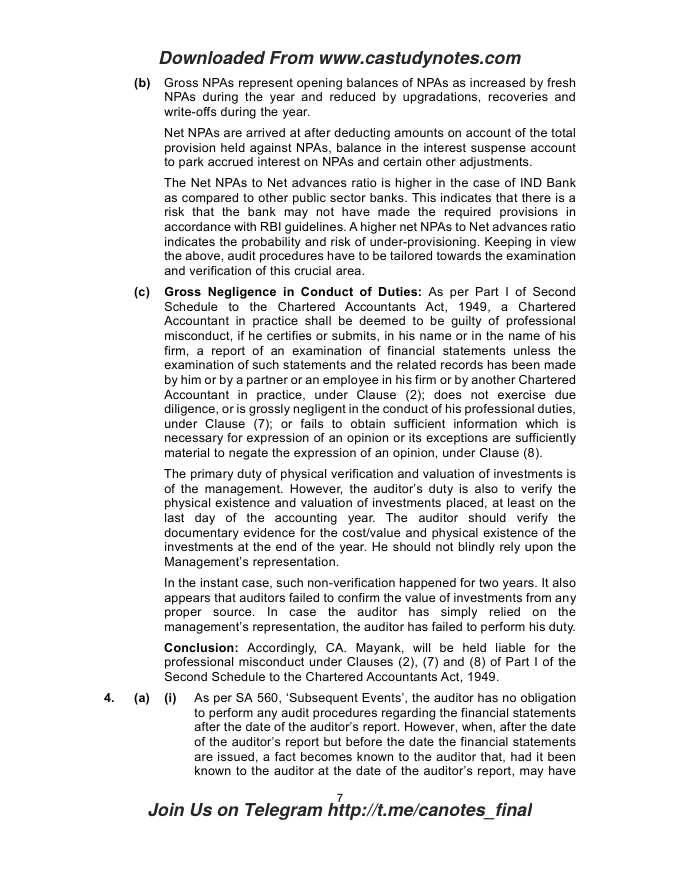 Downloaded From www.castudynotes.com
(b) Gross NPAs represent opening balances of NPAs as increased by fresh
NPAs during the year and reduced by upgradations, recoveries and
write-offs during the year.
Net NPAs are arrived at after deducting amounts on account of the total
provision held against NPAs, balance in the interest suspense account
to park accrued interest on NPAs and certain other adjustments.
The Net NPAs to Net advances ratio is higher in the case of IND Bank
as compared to other public sector banks. This indicates that there is a
risk that the bank may not have made the required provisions in
accordance with RBI guidelines. A higher net NPAs to Net advances ratio
indicates the probability and risk of under-provisioning. Keeping in view
the above, audit procedures have to be tailored towards the examination
and verification of this crucial area.
(c) Gross Negligence in Conduct of Duties: As per Part I of Second
Schedule to the Chartered Accountants Act, 1949, a Chartered
Accountant in practice shall be deemed to be guilty of professional
misconduct, if he certifies or submits, in his name or in the name of his
firm, a report of an examination of financial statements unless the
examination of such statements and the related records has been made
by him or by a partner or an employee in his firm or by another Chartered
Accountant in practice, under Clause (2); does not exercise due
diligence, or is grossly negligent in the conduct of his professional duties,
under Clause (7); or fails to obtain sufficient information which is
necessary for expression of an opinion or its exceptions are sufficiently
material to negate the expression of an opinion, under Clause (8).
The primary duty of physical verification and valuation of investments is
of the management. However, the auditor's duty is also to verify the
physical existence and valuation of investments placed, at least on the
last day of the accounting year. The auditor should verify the
documentary evidence for the cost/value and physical existence of the
investments at the end of the year. He should not blindly rely upon the
Management's representation.
In the instant case, such non-verification happened for two years. It also
appears that auditors failed to confirm the value of investments from any
proper source. In case the auditor has simply relied on the
management's representation, the auditor has failed to perform his duty.
Conclusion: Accordingly, CA. Mayank, will be held liable for the
professional misconduct under Clauses (2), (7) and (8) of Part I of the
Second Schedule to the Chartered Accountants Act, 1949.
4. (a) (i) As per SA 560, 'Subsequent Events', the auditor has no obligation
to perform any audit procedures regarding the financial statements
after the date of the auditor's report. However, when, after the date
of the auditor's report but before the date the financial statements
are issued, a fact becomes known to the auditor that, had it been
known to the auditor at the date of the auditor's report, may have
7
Join Us on Telegram http://t.me/canotes_final